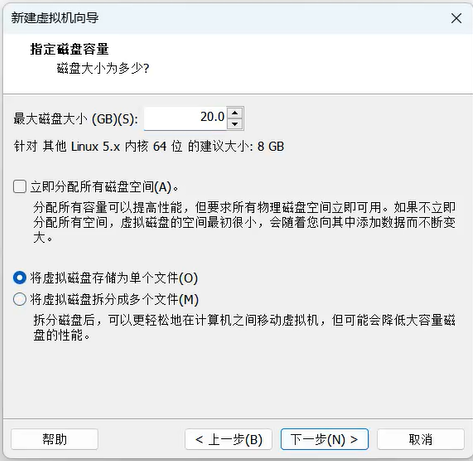 新建虚拟机向导
指定磁盘容量
磁盘大小为多少?
最大磁盘大小 (GB)(S): 20.0
针对 其他 Linux 5.x 内核 64 位 的建议大小: 8 GB
立即分配所有磁盘空间(A)。
分配所有容量可以提高性能，但要求所有物理磁盘空间立即可用。如果不立即
分配所有空间，虚拟磁盘的空间最初很小，会随着您向其中添加数据而不断变
大。
将虚拟磁盘存储为单个文件(O)
将虚拟磁盘拆分成多个文件(M)
拆分磁盘后，可以更轻松地在计算机之间移动虚拟机，但可能会降低大容量磁
盘的性能。
帮助 < 上一步(B) 下一步(N) > 取消